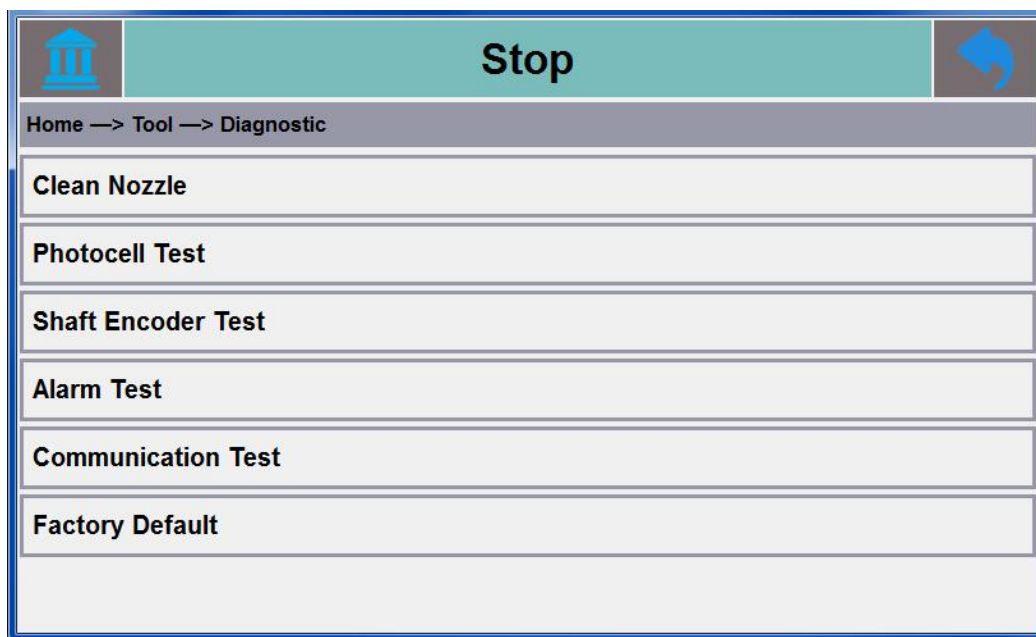 Stop
Home —> Tool —> Diagnostic
Clean Nozzle
Photocell Test
Shaft Encoder Test
Alarm Test
Communication Test
Factory Default